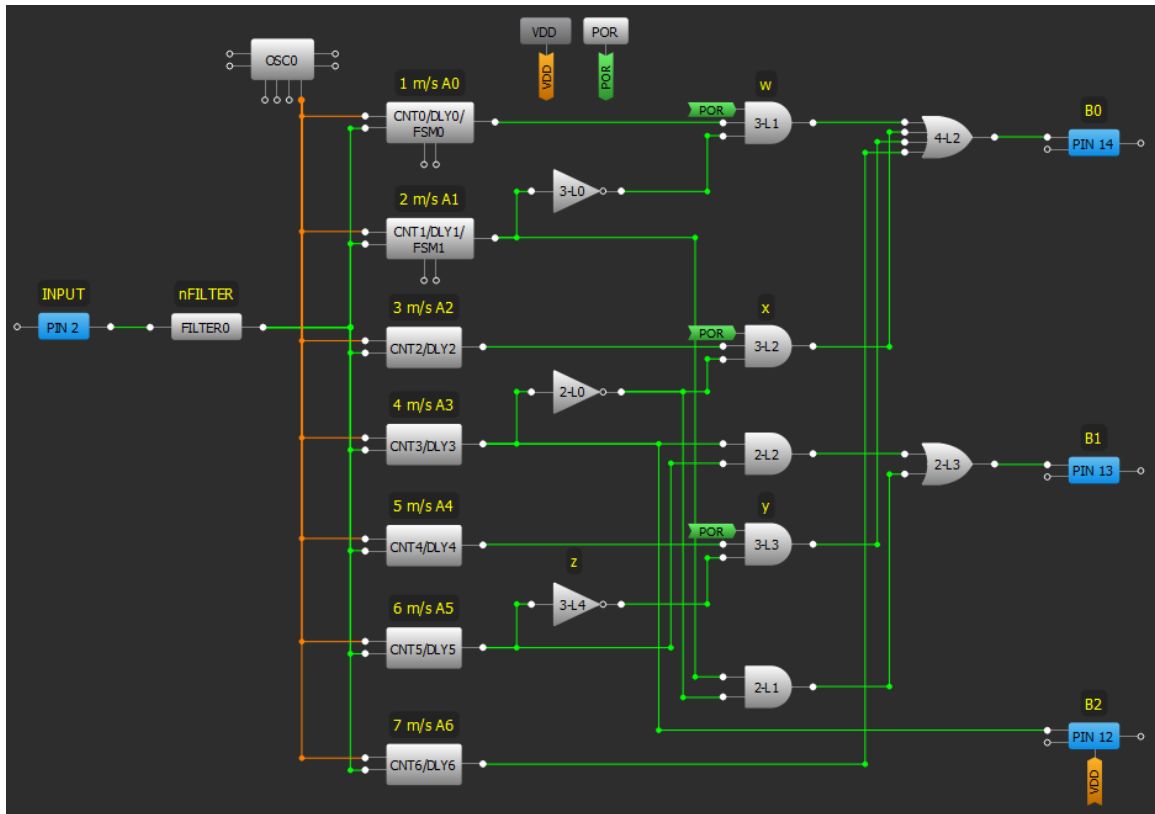 VDD
POR
OSC0
VDD
POR
1 m/s A0
w
CNT0/DLY0/
FSM0
POR
3-L1
B0
4-L2
PIN 14
3-L0
2 m/s A1
CNT1/DLY1/
FSM1
INPUT
nFILTER
3 m/s A2
x
PIN 2
FILTER0
CNT2/DLY2
POR
3-L2
2-L0
4 m/s A3
CNT3/DLY3
2-L2
B1
2-L3
PIN 13
5 m/s A4
y
CNT4/DLY4
POR
3-L3
z
3-L4
6 m/s A5
CNT5/DLY5
2-L1
B2
7 m/s A6
PIN 12
CNT6/DLY6
VDD